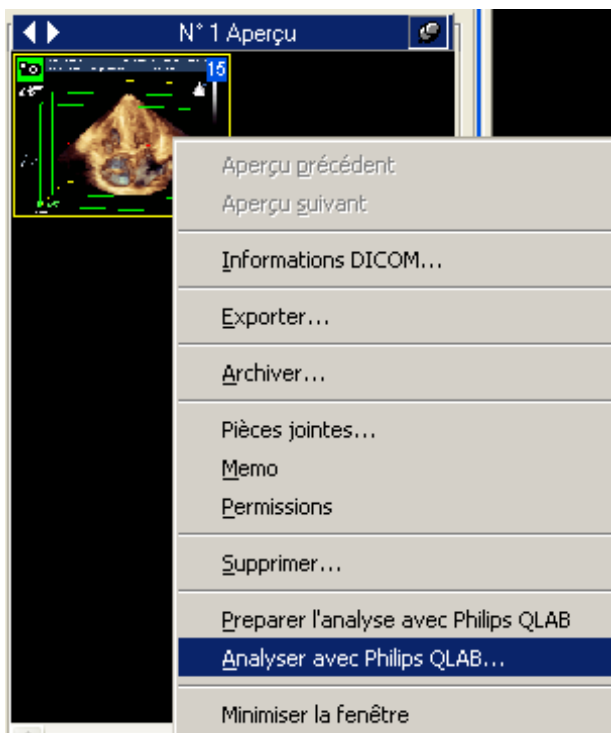 N° 1 Aperçu
15
Aperçu précédent
Aperçu suivant
Informations DICOM...
Exporter...
Archiver...
Pièces jointes...
Memo
Permissions
Supprimer...
Preparer l'analyse avec Philips QLAB
Analyser avec Philips QLAB...
Minimiser la fenêtre